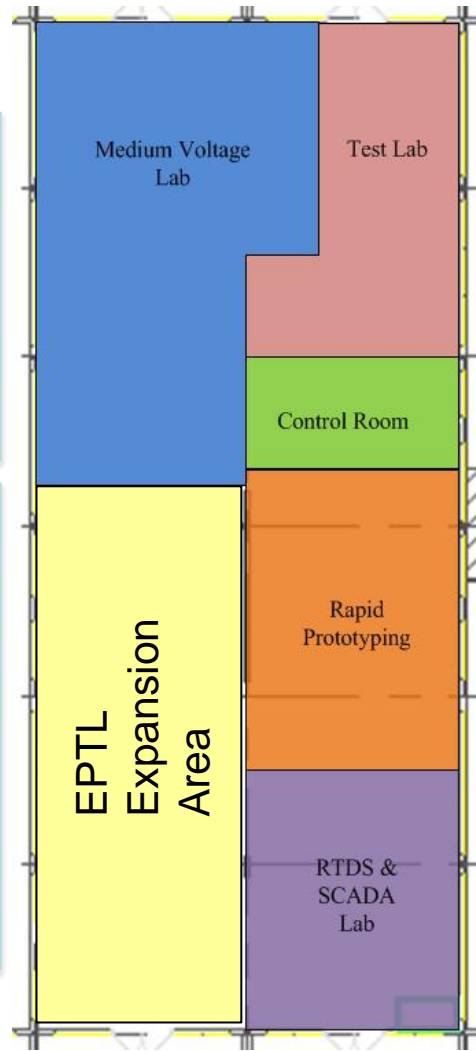 Medium Voltage
Lab
Test Lab
Control Room
Rapid
Prototyping
EPTL
Expansion
Area
RTDS &
SCADA
Lab